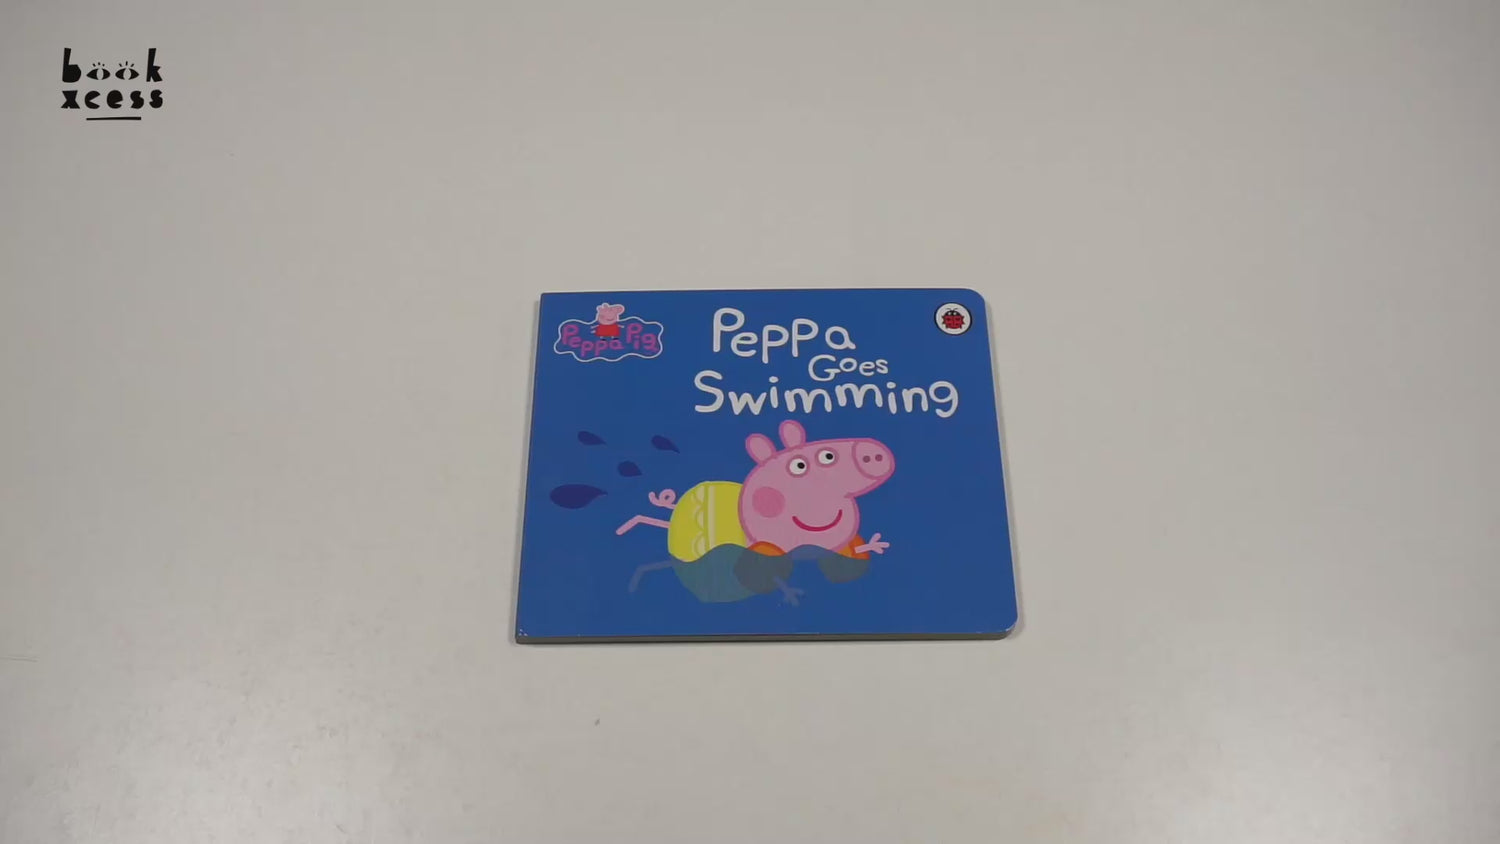 book
xcess
Peppa Pig
Peppa
Goes
Swimming